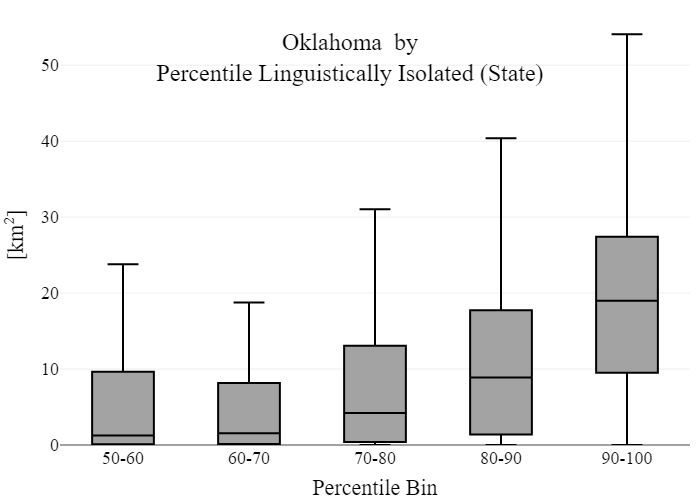 Oklahoma by
Percentile Linguistically Isolated (State)
50
40
30
20
10
0
[km²]
50-60
60-70
70-80
80-90
90-100
Percentile Bin